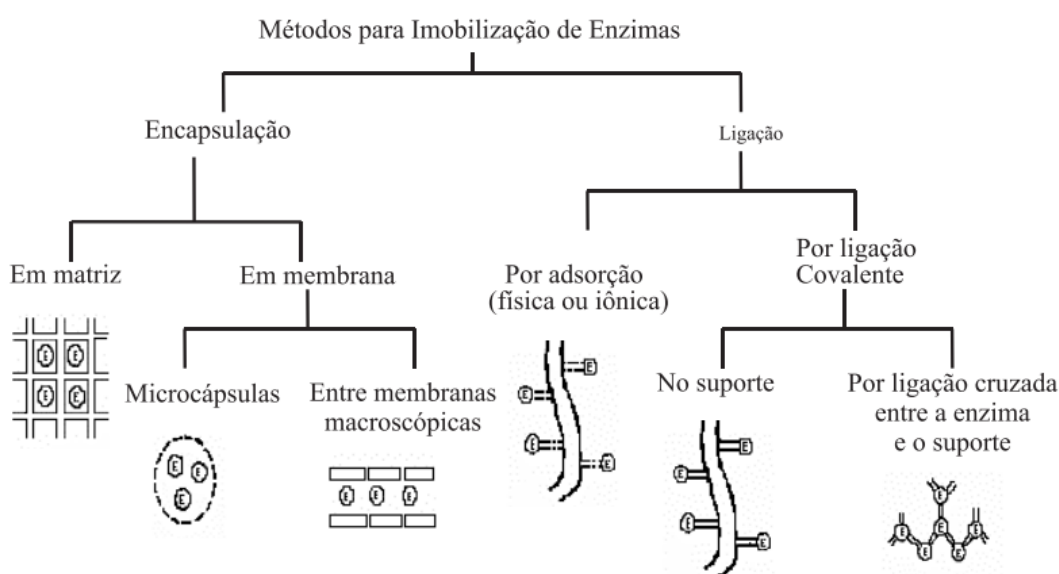 Métodos para Imobilização de Enzimas
Encapsulação
Ligação
Em matriz
Em membrana
Por adsorção
(física ou iônica)
Por ligação
Covalente
Microcápsulas
Entre membranas
macroscópicas
No suporte
Por ligação cruzada
entre a enzima
e o suporte
E E
E E
E E
E
E E E
E
E
E
E
E
E
E
E
E
E E E
E E